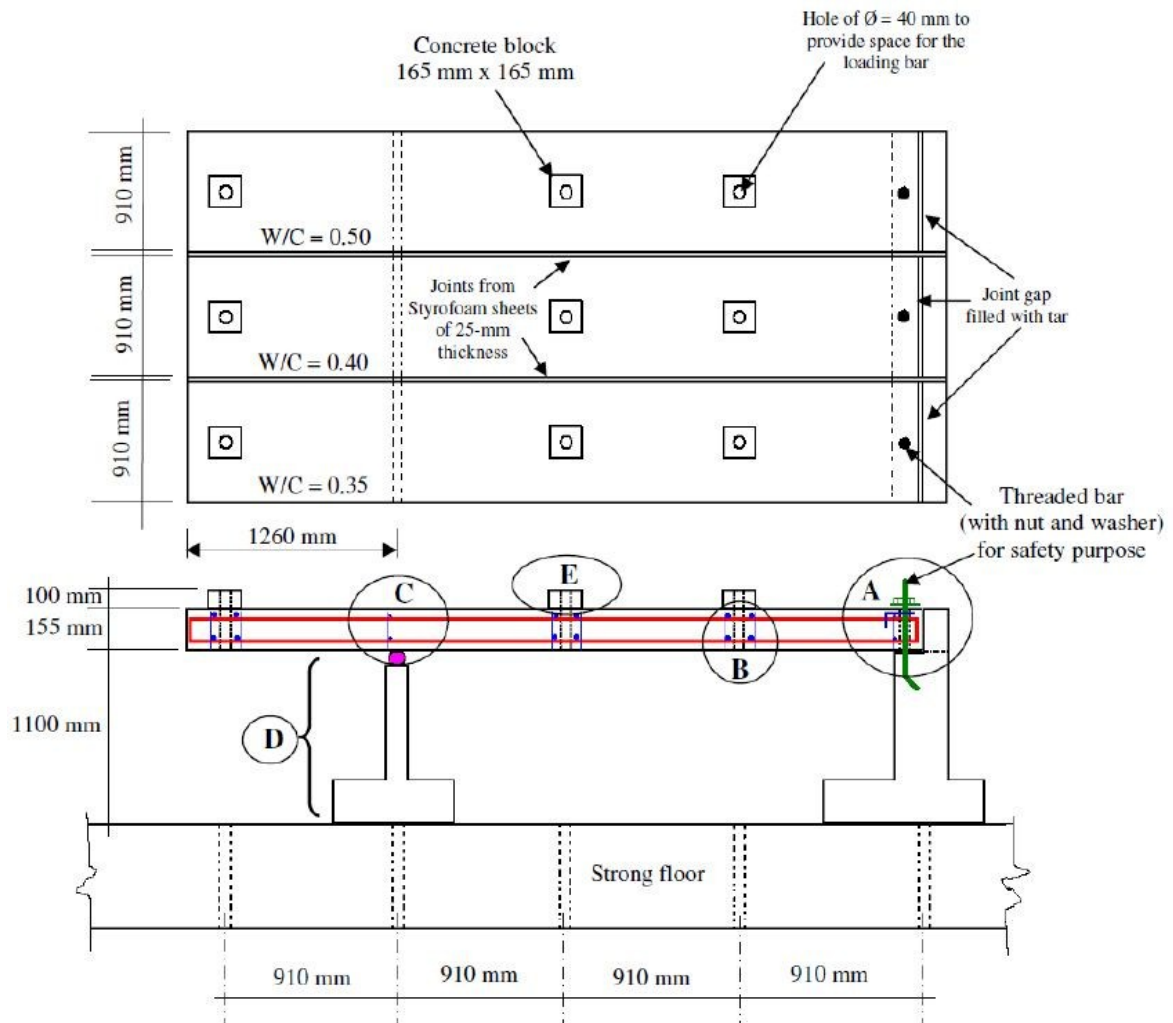 Concrete block
165 mm x 165 mm
Hole of Ø = 40 mm to
provide space for the
loading bar
910 mm
910 mm
910 mm
W/C = 0.50
Joints from
Styrofoam sheets
of 25-mm
thickness
Joint gap
filled with tar
W/C = 0.40
W/C = 0.35
Threaded bar
(with nut and washer)
for safety purpose
1260 mm
100 mm
155 mm
1100 mm
C
E
B
A
D
Strong floor
910 mm
910 mm
910 mm
910 mm